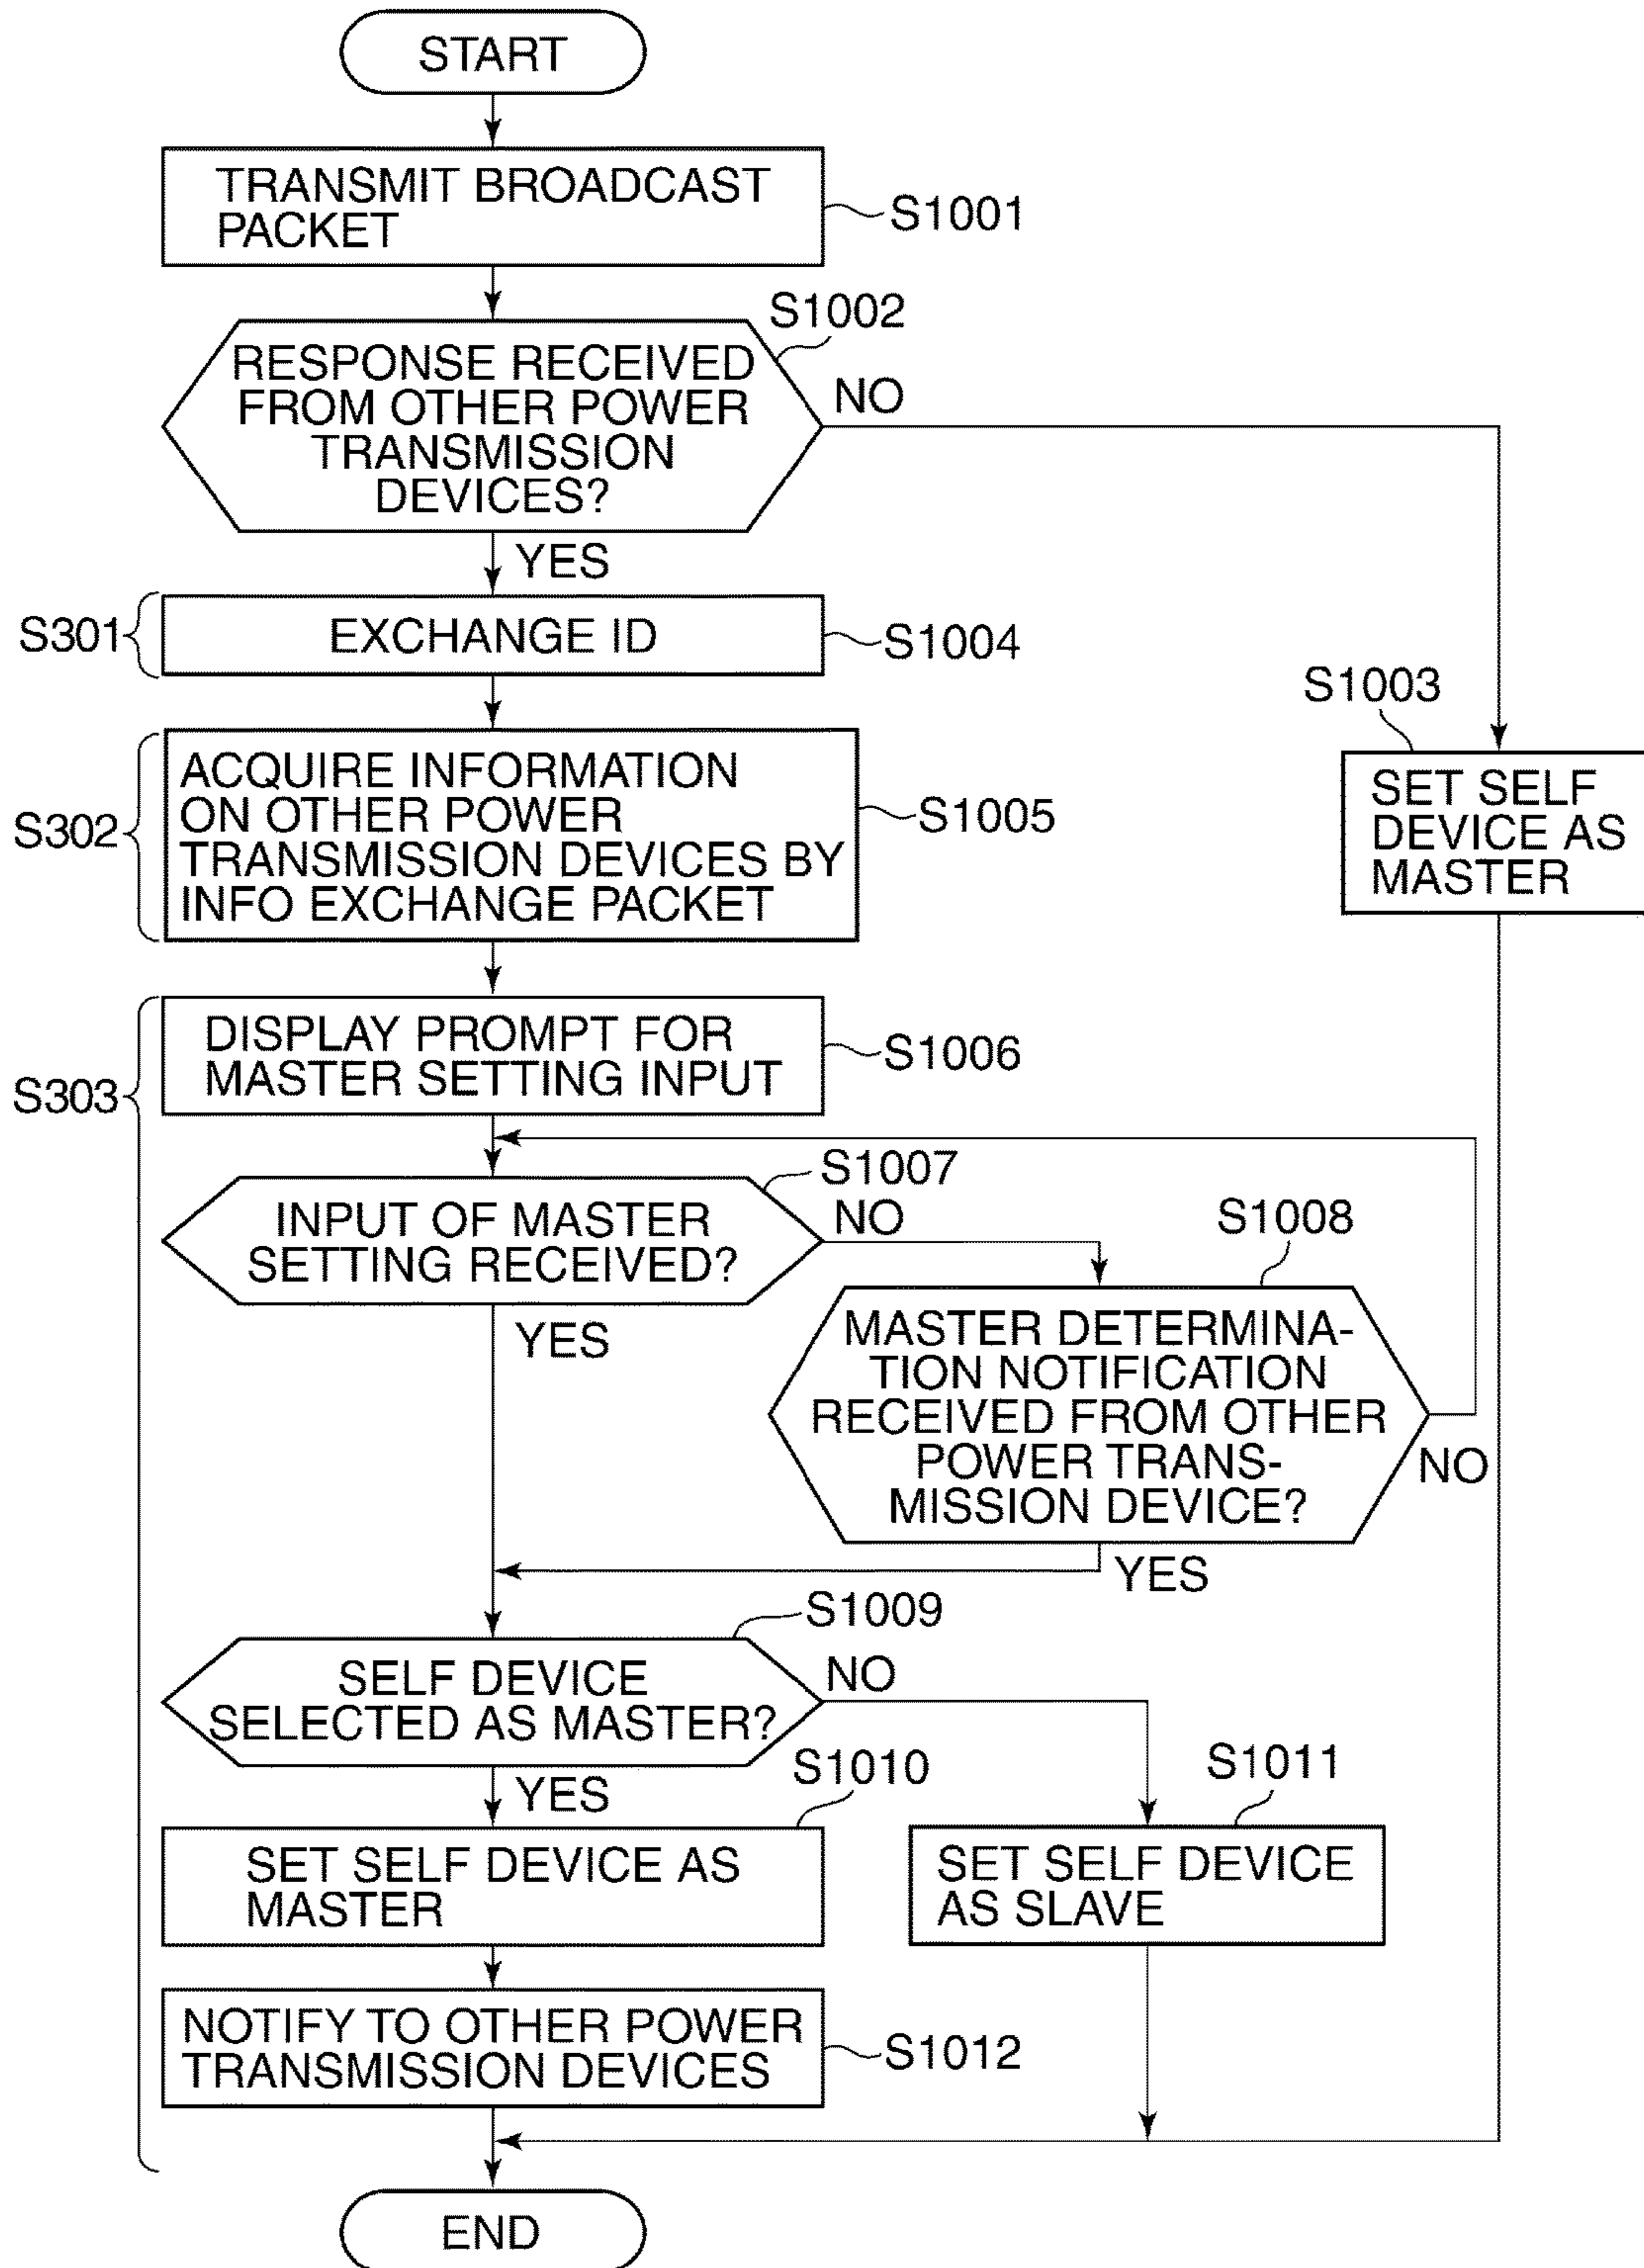 START
TRANSMIT BROADCAST
PACKET
S1001
S1002
RESPONSE RECEIVED
FROM OTHER POWER
TRANSMISSION
DEVICES?
NO
YES
S301
EXCHANGE ID
S1004
S1003
SET SELF
DEVICE AS
MASTER
S302
ACQUIRE INFORMATION
ON OTHER POWER
TRANSMISSION DEVICES BY
INFO EXCHANGE PACKET
S1005
S303
DISPLAY PROMPT FOR
MASTER SETTING INPUT
S1006
S1007
INPUT OF MASTER
SETTING RECEIVED?
NO
YES
S1008
MASTER DETERMINA-
TION NOTIFICATION
RECEIVED FROM OTHER
POWER TRANS-
MISSION DEVICE?
NO
YES
S1009
SELF DEVICE
SELECTED AS MASTER?
NO
YES
S1010
SET SELF DEVICE AS
MASTER
S1011
SET SELF DEVICE
AS SLAVE
NOTIFY TO OTHER POWER
TRANSMISSION DEVICES
S1012
END